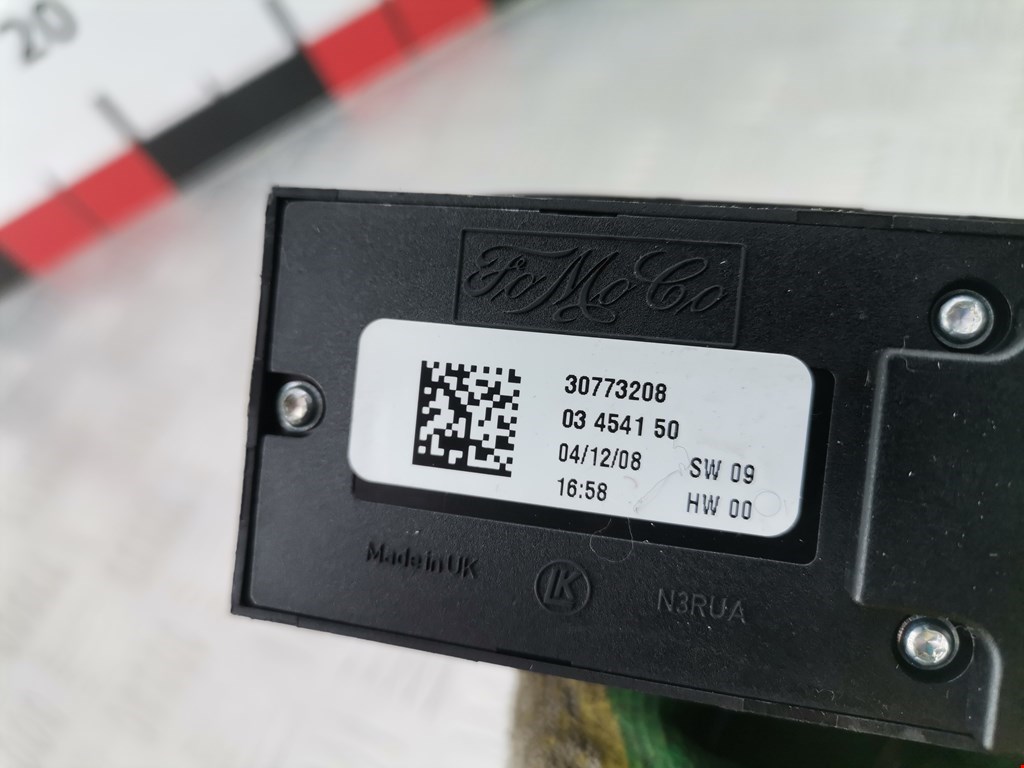 20
FoMoCo
30773208
03 4541 50
04/12/08 SW 09
16:58 HW 00
Made in UK
LK
N3RUA